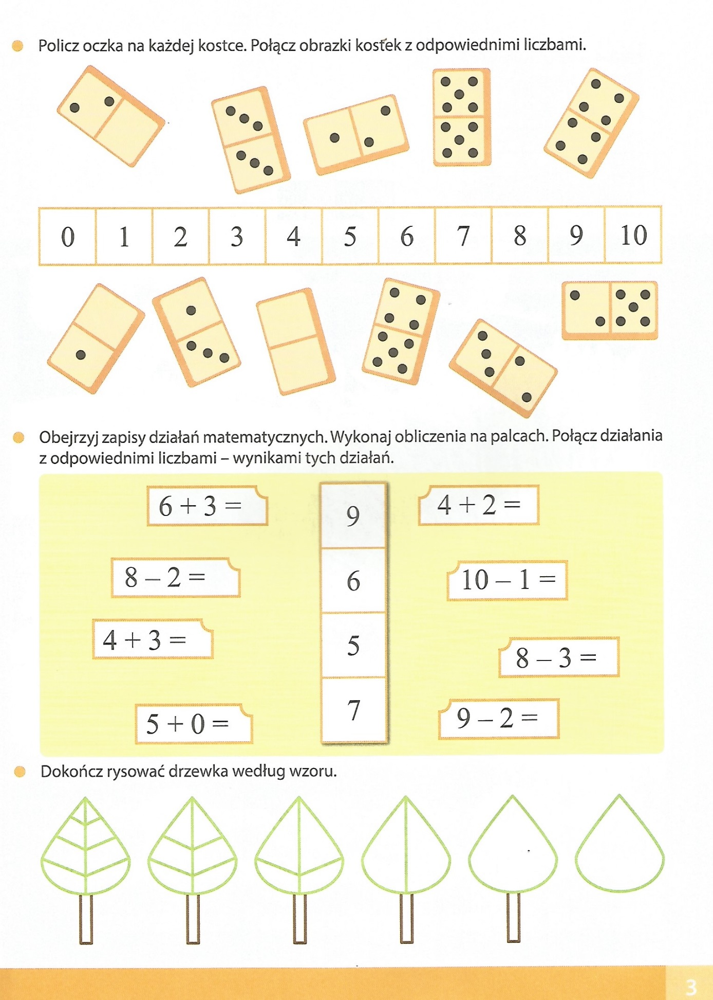 Policz oczka na każdej kostce. Połącz obrazki kostek z odpowiednimi liczbami.
0 1 2 3 4 5 6 7 8 9 10
Obejrzyj zapisy działań matematycznych. Wykonaj obliczenia na palcach. Połącz działania
z odpowiednimi liczbami – wynikami tych działań.
6 + 3 =
9
4 + 2 =
8 – 2 =
6
10 – 1 =
4 + 3 =
5
8 – 3 =
5 + 0 =
7
9 – 2 =
Dokończ rysować drzewka według wzoru.
3